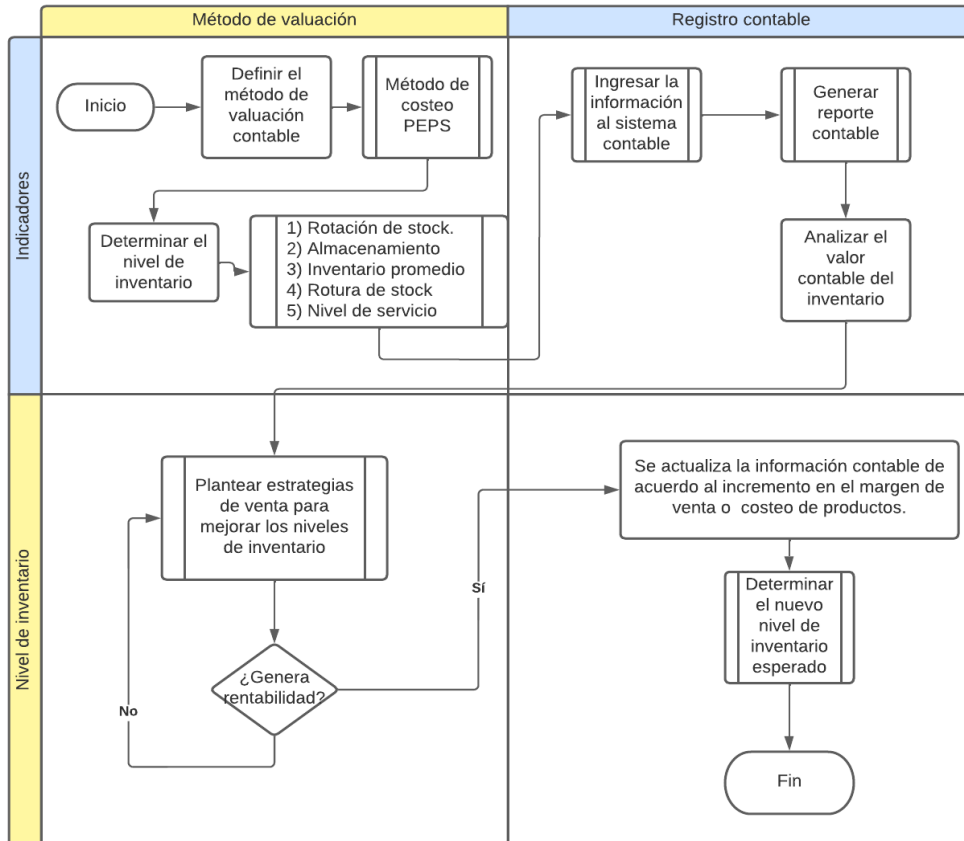 Método de valuación
Registro contable
Indicadores
Inicio
Definir el
método de
valuación
contable
Método de
costeo
PEPS
Determinar el
nivel de
inventario
1) Rotación de stock.
2) Almacenamiento
3) Inventario promedio
4) Rotura de stock
5) Nivel de servicio
Ingresar la
información
al sistema
contable
Generar
reporte
contable
Analizar el
valor
contable del
inventario
Nivel de inventario
Plantear estrategias
de venta para
mejorar los niveles
de inventario
¿Genera
rentabilidad?
No
Sí
Se actualiza la información contable de
acuerdo al incremento en el margen de
venta o costeo de productos.
Determinar
el nuevo
nivel de
inventario
esperado
Fin